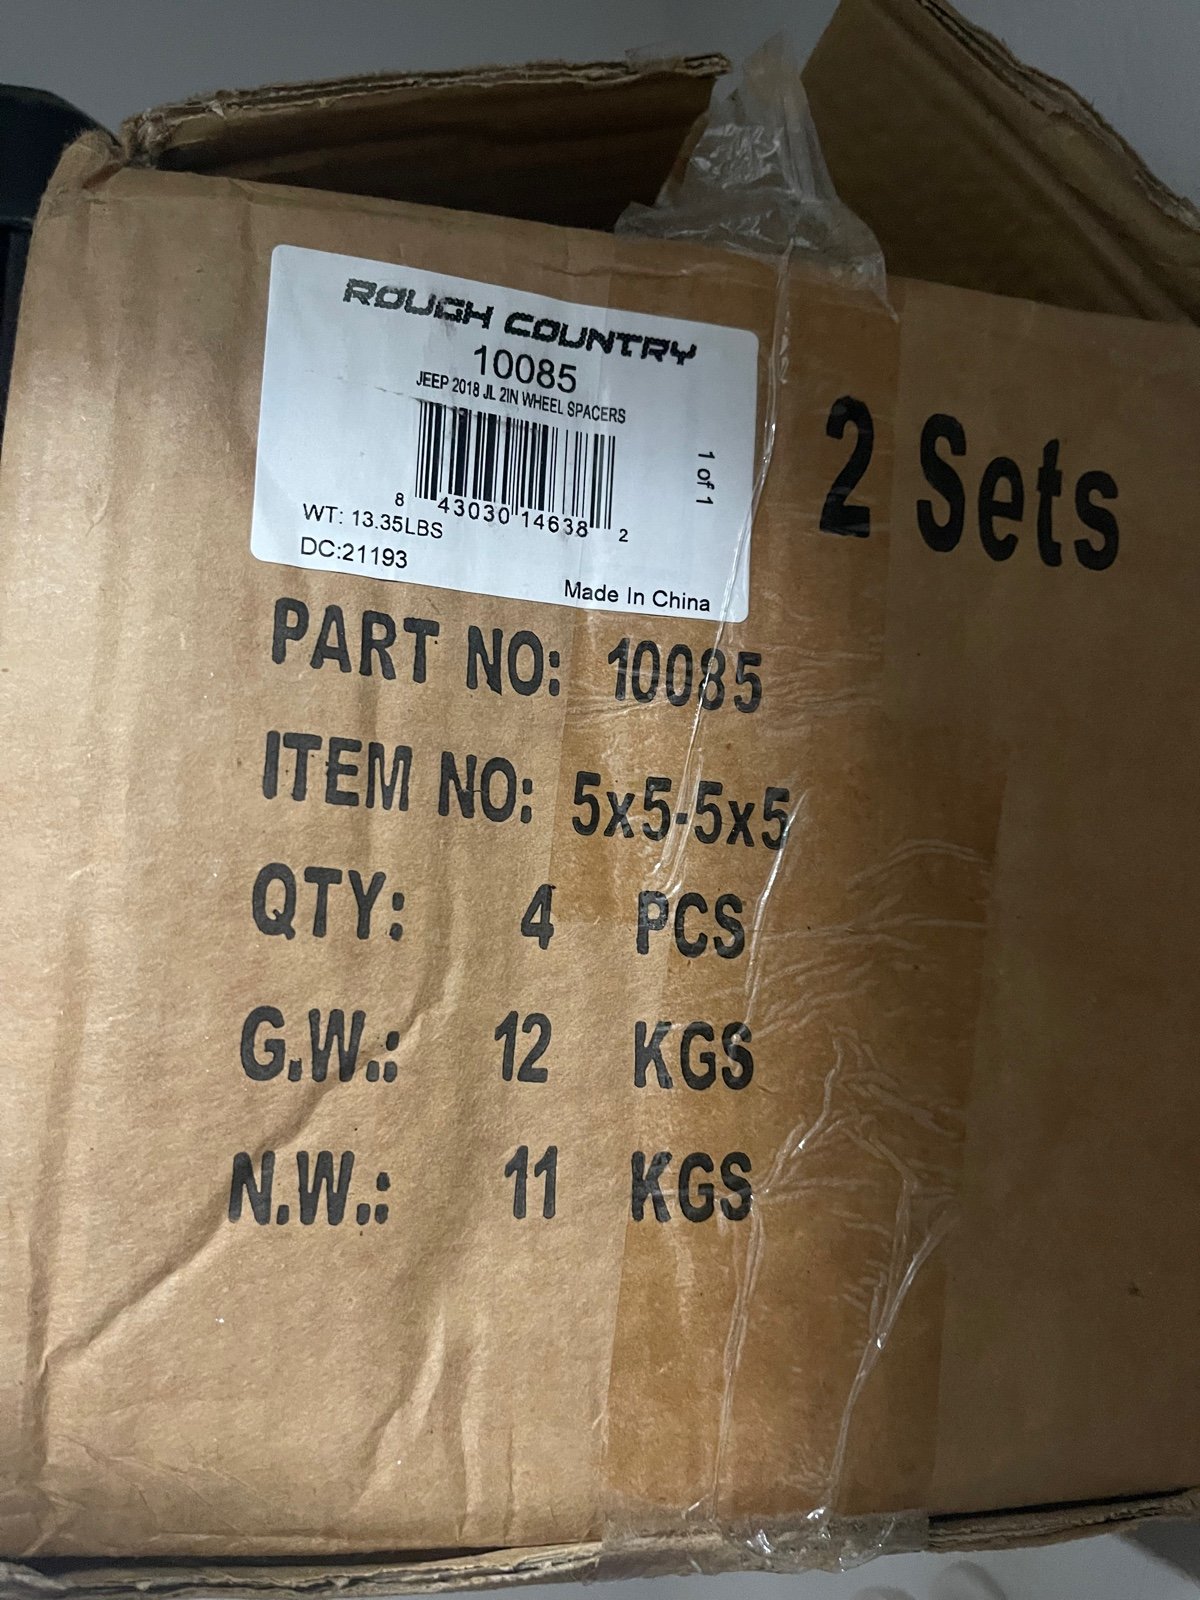 ROUGH COUNTRY
10085
JEEP 2018 JL 2IN WHEEL SPACERS
8 43030 14638 2
1 of 1
WT: 13.35LBS
DC:21193
Made In China
2 Sets
PART NO: 10085
ITEM NO: 5x5-5x5
QTY: 4 PCS
G.W.: 12 KGS
N.W.: 11 KGS